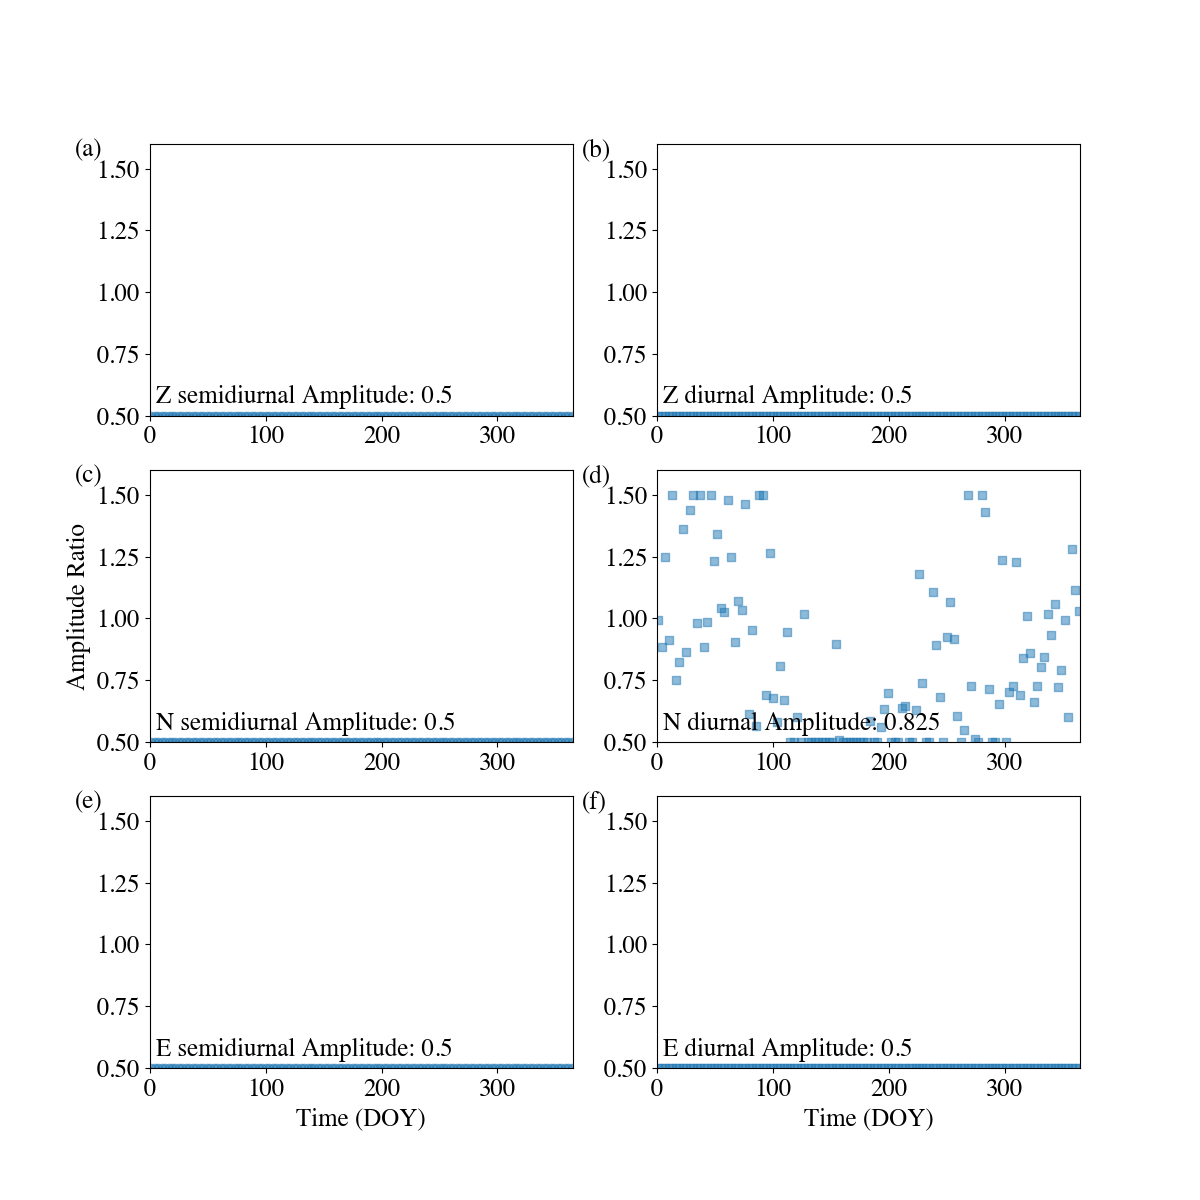 (a)
1.50
1.25
1.00
0.75
0.50
Z semidiurnal Amplitude: 0.5
0 100 200 300
(b)
1.50
1.25
1.00
0.75
0.50
Z diurnal Amplitude: 0.5
0 100 200 300
(c)
Amplitude Ratio
1.50
1.25
1.00
0.75
0.50
N semidiurnal Amplitude: 0.5
0 100 200 300
(d)
1.50
1.25
1.00
0.75
0.50
N diurnal Amplitude: 0.825
0 100 200 300
(e)
1.50
1.25
1.00
0.75
0.50
E semidiurnal Amplitude: 0.5
0 100 200 300
Time (DOY)
(f)
1.50
1.25
1.00
0.75
0.50
E diurnal Amplitude: 0.5
0 100 200 300
Time (DOY)